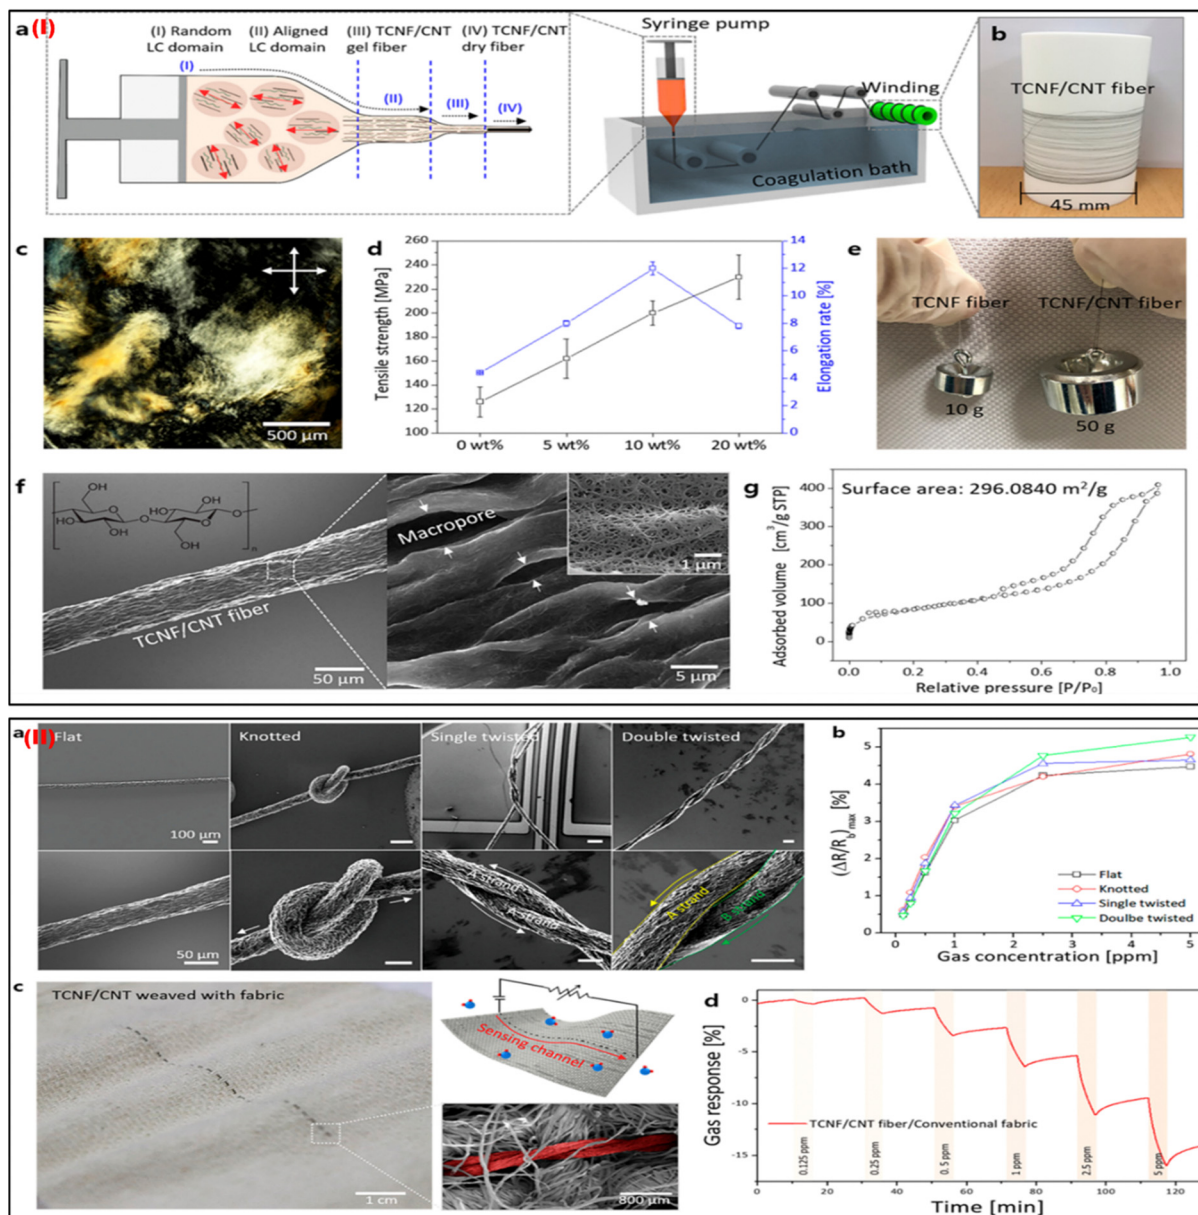 a(I)
(I) Random
LC domain
(II) Aligned
LC domain
(III) TCNF/CNT
gel fiber
(IV) TCNF/CNT
dry fiber
(I)
(II)
(III)
(IV)
Syringe pump
Winding
Coagulation bath
b
TCNF/CNT fiber
45 mm
c
500 μm
d
Tensile strength [MPa]
260
240
220
200
180
160
140
120
100
0 wt%
5 wt%
10 wt%
20 wt%
14
12
10
8
6
4
2
0
Elongation rate [%]
e
TCNF fiber
TCNF/CNT fiber
10 g
50 g
f
CH₃
OH
HO
OH
O
HO
OH
O
OH
n
TCNF/CNT fiber
50 μm
Macropore
1 μm
5 μm
g
Surface area: 296.0840 m²/g
Adsorbed volume [cm³/g STP]
400
300
200
100
0
0.0
0.2
0.4
0.6
0.8
1.0
Relative pressure [P/P₀]
a(II)
Flat
Knotted
Single twisted
Double twisted
100 μm
50 μm
A strand
A strand
A strand
B strand
b
(ΔR/Rb)max [%]
5
4
3
2
1
0
Flat
Knotted
Single twisted
Doulbe twisted
0
1
2
3
4
5
Gas concentration [ppm]
c
TCNF/CNT weaved with fabric
1 cm
Sensing channel
800 μm
d
Gas response [%]
0
-5
-10
-15
TCNF/CNT fiber/Conventional fabric
0.125 ppm
0.25 ppm
0.5 ppm
1 ppm
2.5 ppm
5 ppm
0
20
40
60
80
100
120
Time [min]